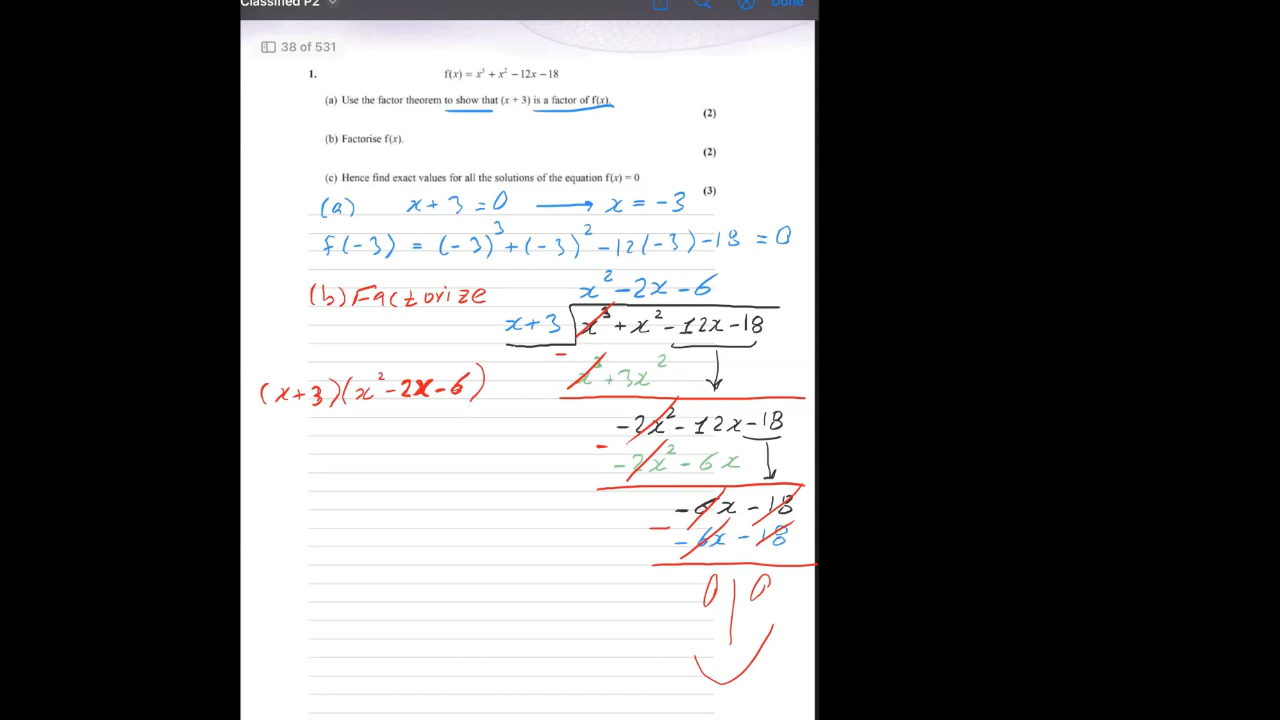 Classified P2
Done
38 of 531
1. f(x) = x³ + x² − 12x − 18
(a) Use the factor theorem to show that (x + 3) is a factor of f(x).
(2)
(b) Factorise f(x).
(2)
(c) Hence find exact values for all the solutions of the equation f(x) = 0
(3)
(a) x + 3 = 0 → x = −3
f(−3) = (−3)³ + (−3)² − 12(−3) − 18 = 0
(b) Factorize
x² − 2x − 6
x + 3 x³ + x² − 12x − 18
− x³ + 3x²
(x+3)(x² − 2x − 6)
−2x² − 12x − 18
− −2x² − 6x
−6x − 18
− −6x − 18
0 0